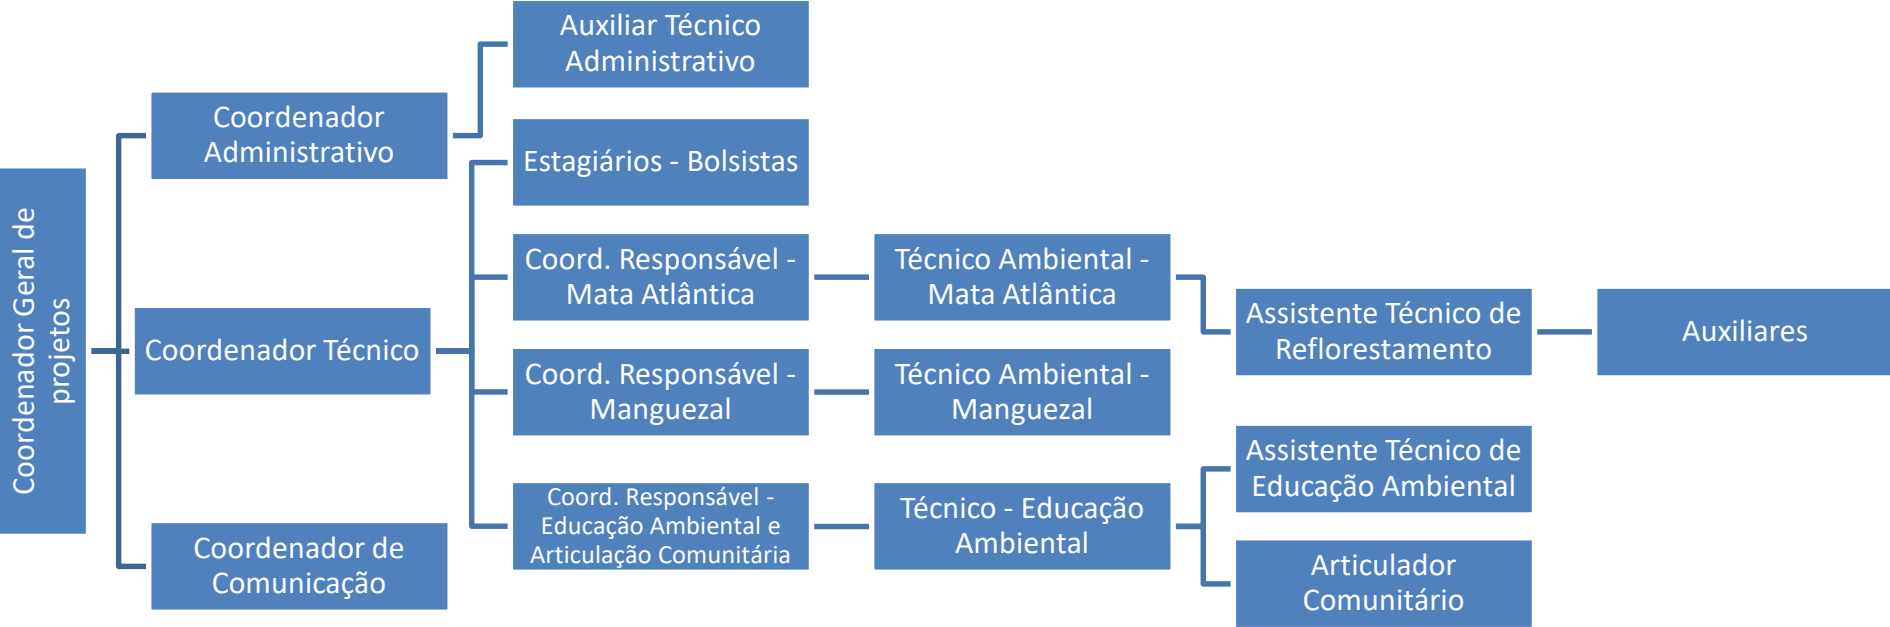 Coordenador Geral de
projetos
Coordenador
Administrativo
Auxiliar Técnico
Administrativo
Coordenador Técnico
Estagiários - Bolsistas
Coord. Responsável -
Mata Atlântica
Técnico Ambiental -
Mata Atlântica
Assistente Técnico de
Reflorestamento
Auxiliares
Coord. Responsável -
Manguezal
Técnico Ambiental -
Manguezal
Coord. Responsável -
Educação Ambiental e
Articulação Comunitária
Técnico - Educação
Ambiental
Assistente Técnico de
Educação Ambiental
Articulador
Comunitário
Coordenador de
Comunicação